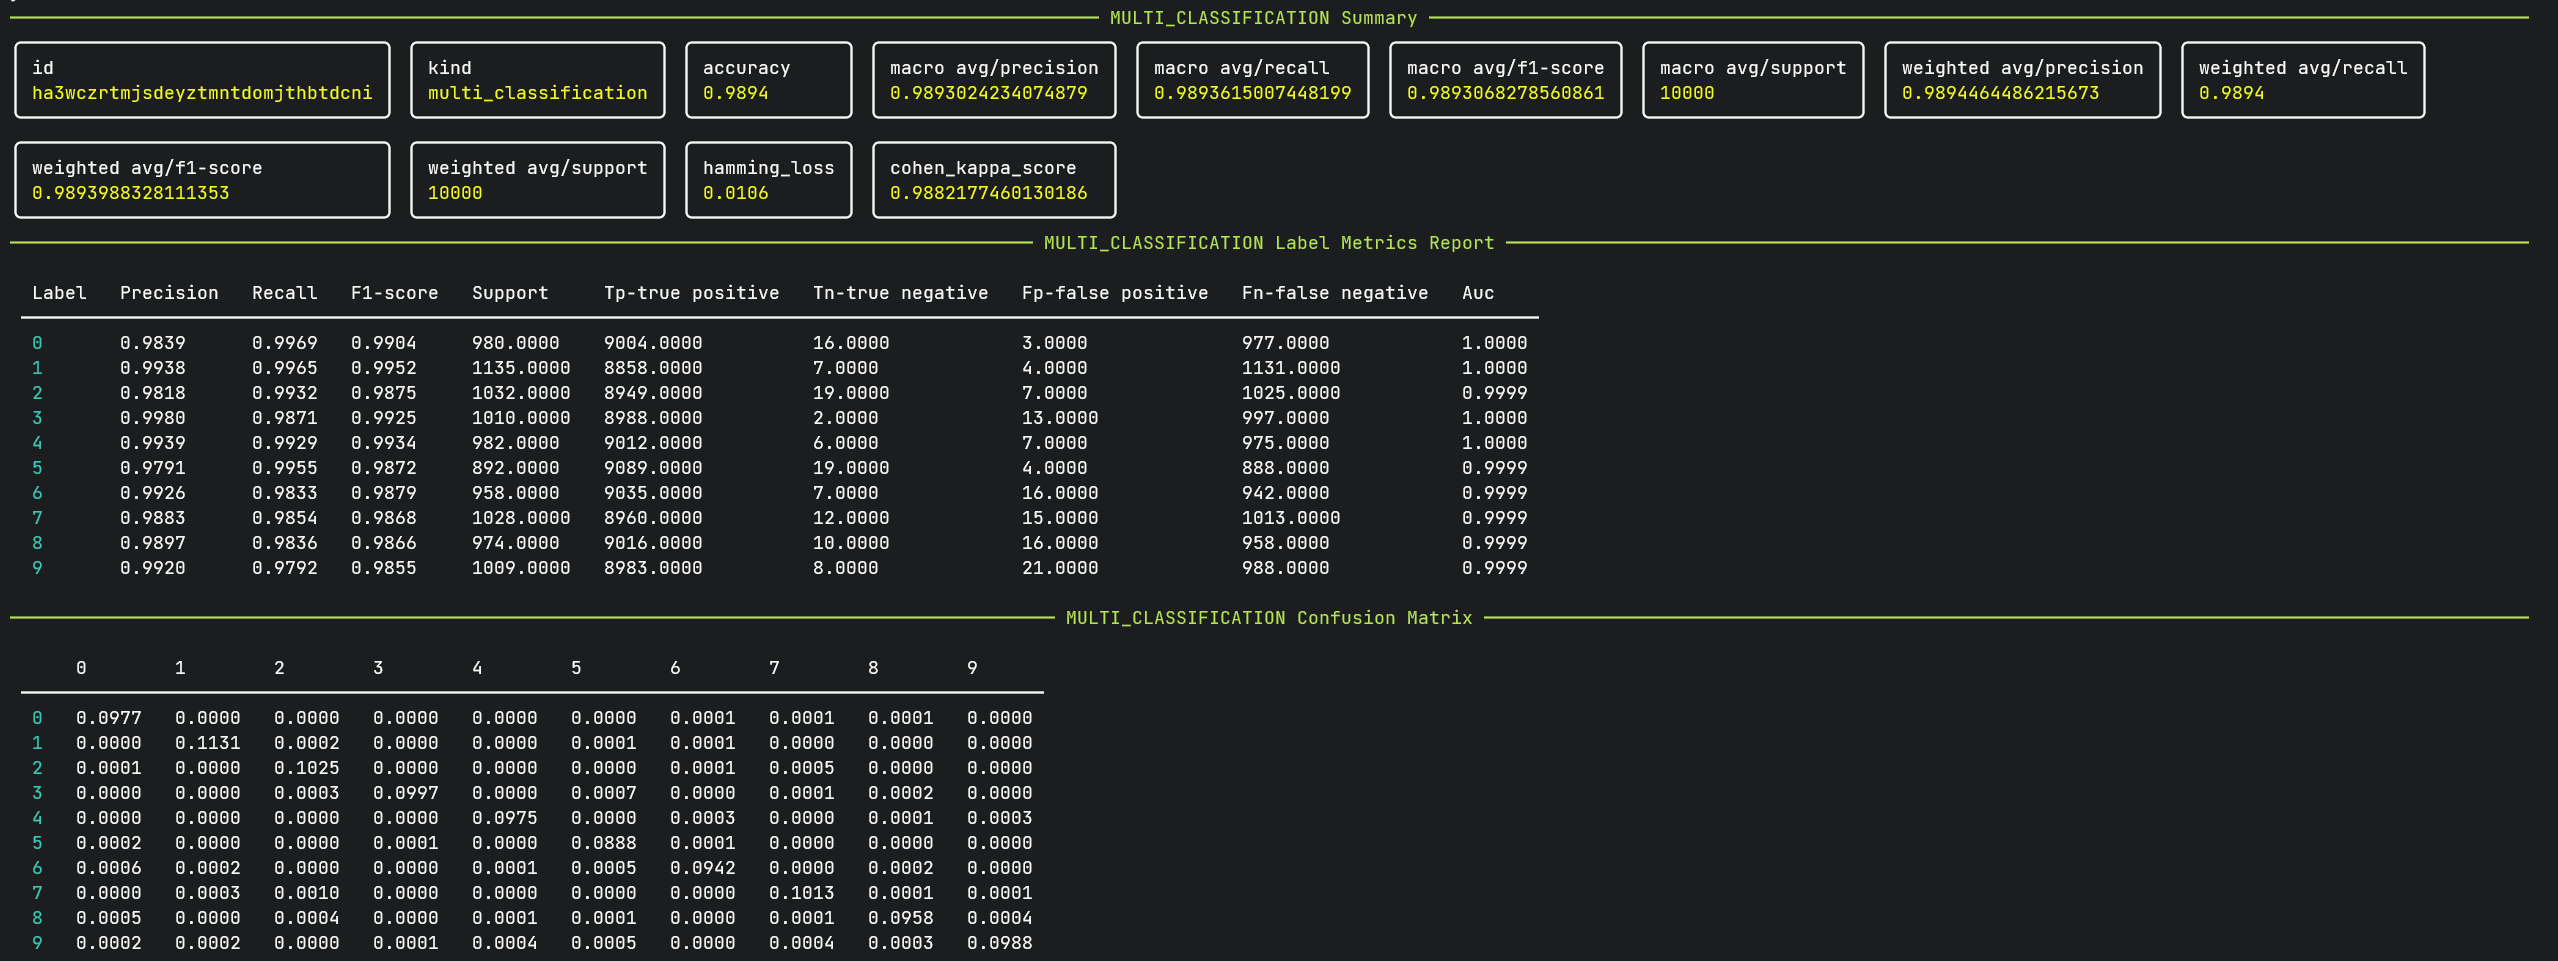 MULTI_CLASSIFICATION Summary
id kind accuracy macro avg/precision macro avg/recall macro avg/f1-score macro avg/support weighted avg/precision weighted avg/recall
ha3wczrtmjsdeyztmntdomjthbtdcni multi_classification 0.9894 0.9893024234074879 0.9893615007448199 0.9893068278560861 10000 0.9894464486215673 0.9894
weighted avg/f1-score weighted avg/support hamming_loss cohen_kappa_score
0.9893988328111353 10000 0.0106 0.9882177460130186
MULTI_CLASSIFICATION Label Metrics Report
Label Precision Recall F1-score Support Tp-true positive Tn-true negative Fp-false positive Fn-false negative Auc
0 0.9839 0.9969 0.9904 980.0000 9004.0000 16.0000 3.0000 977.0000 1.0000
1 0.9938 0.9965 0.9952 1135.0000 8858.0000 7.0000 4.0000 1131.0000 1.0000
2 0.9818 0.9932 0.9875 1032.0000 8949.0000 19.0000 7.0000 1025.0000 0.9999
3 0.9980 0.9871 0.9925 1010.0000 8988.0000 2.0000 13.0000 997.0000 1.0000
4 0.9939 0.9929 0.9934 982.0000 9012.0000 6.0000 7.0000 975.0000 1.0000
5 0.9791 0.9955 0.9872 892.0000 9089.0000 19.0000 4.0000 888.0000 0.9999
6 0.9926 0.9833 0.9879 958.0000 9035.0000 7.0000 16.0000 942.0000 0.9999
7 0.9883 0.9854 0.9868 1028.0000 8960.0000 12.0000 15.0000 1013.0000 0.9999
8 0.9897 0.9836 0.9866 974.0000 9016.0000 10.0000 16.0000 958.0000 0.9999
9 0.9920 0.9792 0.9855 1009.0000 8983.0000 8.0000 21.0000 988.0000 0.9999
MULTI_CLASSIFICATION Confusion Matrix
0 1 2 3 4 5 6 7 8 9
0 0.0977 0.0000 0.0000 0.0000 0.0000 0.0000 0.0001 0.0001 0.0001 0.0000
1 0.0000 0.1131 0.0002 0.0000 0.0000 0.0001 0.0001 0.0000 0.0000 0.0000
2 0.0001 0.0000 0.1025 0.0000 0.0000 0.0000 0.0001 0.0005 0.0000 0.0000
3 0.0000 0.0000 0.0003 0.0997 0.0000 0.0007 0.0000 0.0001 0.0002 0.0000
4 0.0000 0.0000 0.0000 0.0000 0.0975 0.0000 0.0003 0.0000 0.0001 0.0003
5 0.0002 0.0000 0.0000 0.0001 0.0000 0.0888 0.0001 0.0000 0.0000 0.0000
6 0.0006 0.0002 0.0000 0.0000 0.0001 0.0005 0.0942 0.0000 0.0002 0.0000
7 0.0000 0.0003 0.0010 0.0000 0.0000 0.0000 0.0000 0.1013 0.0001 0.0001
8 0.0005 0.0000 0.0004 0.0000 0.0001 0.0001 0.0000 0.0001 0.0958 0.0004
9 0.0002 0.0002 0.0000 0.0001 0.0004 0.0005 0.0000 0.0004 0.0003 0.0988